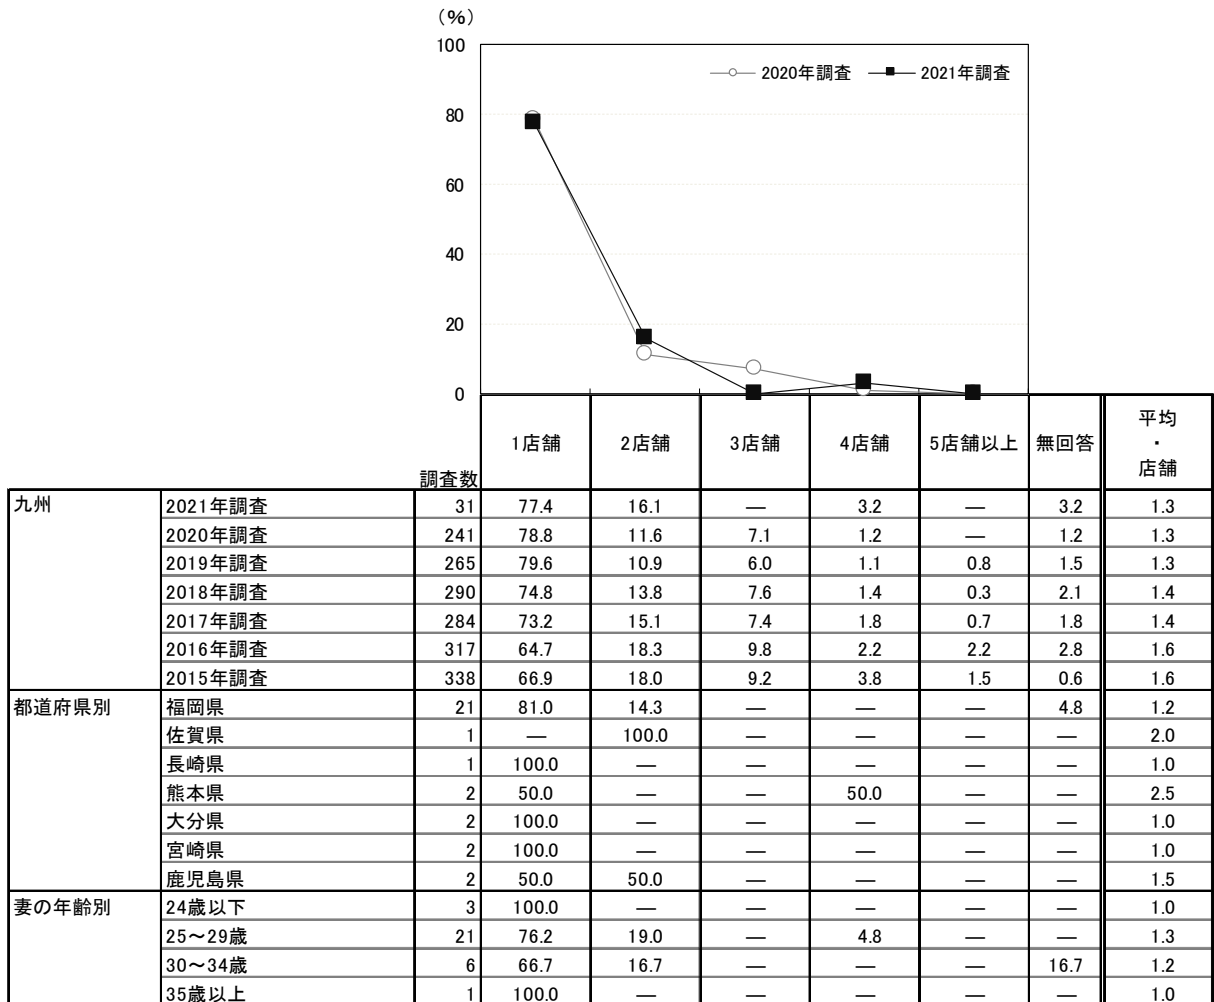 （％）
100
2020年調査 2021年調査
80
60
40
20
0
調査数 1店舗 2店舗 3店舗 4店舗 5店舗以上 無回答 平均・店舗
九州 2021年調査 31 77.4 16.1 ― 3.2 ― 3.2 1.3
2020年調査 241 78.8 11.6 7.1 1.2 ― 1.2 1.3
2019年調査 265 79.6 10.9 6.0 1.1 0.8 1.5 1.3
2018年調査 290 74.8 13.8 7.6 1.4 0.3 2.1 1.4
2017年調査 284 73.2 15.1 7.4 1.8 0.7 1.8 1.4
2016年調査 317 64.7 18.3 9.8 2.2 2.2 2.8 1.6
2015年調査 338 66.9 18.0 9.2 3.8 1.5 0.6 1.6
都道府県別 福岡県 21 81.0 14.3 ― ― ― 4.8 1.2
佐賀県 1 ― 100.0 ― ― ― ― 2.0
長崎県 1 100.0 ― ― ― ― ― 1.0
熊本県 2 50.0 ― ― 50.0 ― ― 2.5
大分県 2 100.0 ― ― ― ― ― 1.0
宮崎県 2 100.0 ― ― ― ― ― 1.0
鹿児島県 2 50.0 50.0 ― ― ― ― 1.5
妻の年齢別 24歳以下 3 100.0 ― ― ― ― ― 1.0
25～29歳 21 76.2 19.0 ― 4.8 ― ― 1.3
30～34歳 6 66.7 16.7 ― ― ― 16.7 1.2
35歳以上 1 100.0 ― ― ― ― ― 1.0